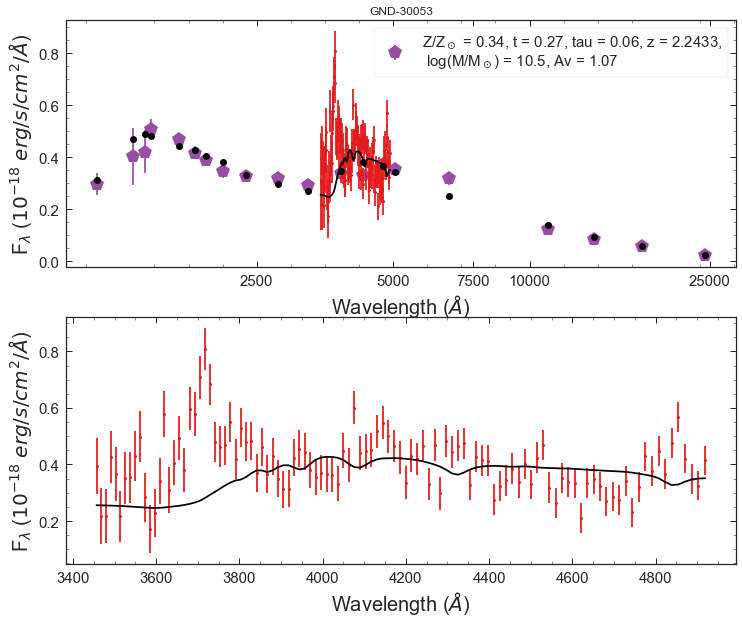 GND-30053
F_λ (10^−18 erg/s/cm^2/Å)
0.8
0.6
0.4
0.2
0.0
Z/Z$_\odot$ = 0.34, t = 0.27, tau = 0.06, z = 2.2433,
log(M/M$_\odot$) = 10.5, Av = 1.07
2500 5000 7500 10000 25000
Wavelength (Å)
F_λ (10^−18 erg/s/cm^2/Å)
0.8
0.6
0.4
0.2
3400 3600 3800 4000 4200 4400 4600 4800
Wavelength (Å)